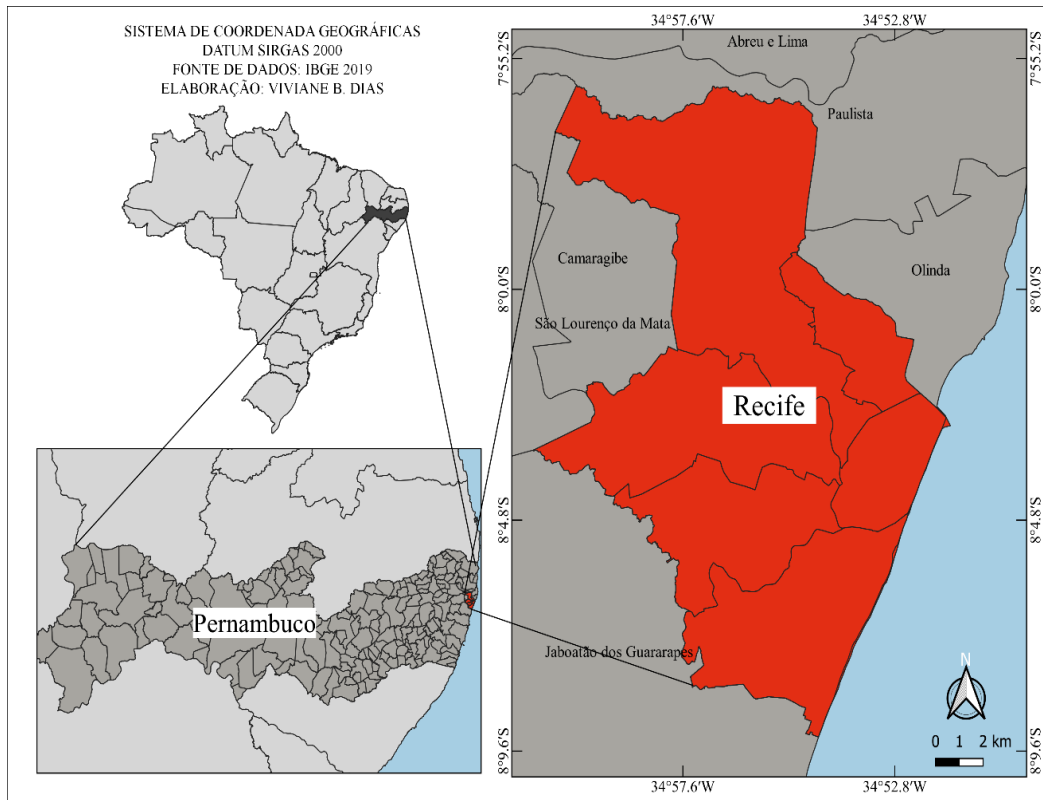 SISTEMA DE COORDENADA GEOGRÁFICAS
DATUM SIRGAS 2000
FONTE DE DADOS: IBGE 2019
ELABORAÇÃO: VIVIANE B. DIAS
Pernambuco
34°57.6′W
34°52.8′W
7°55.2′S
7°55.2′S
Abreu e Lima
Paulista
Camaragibe
Olinda
8°0.0′S
8°0.0′S
São Lourenço da Mata
Recife
8°4.8′S
8°4.8′S
Jaboatão dos Guararapes
N
0 1 2 km
8°9.6′S
8°9.6′S
34°57.6′W
34°52.8′W